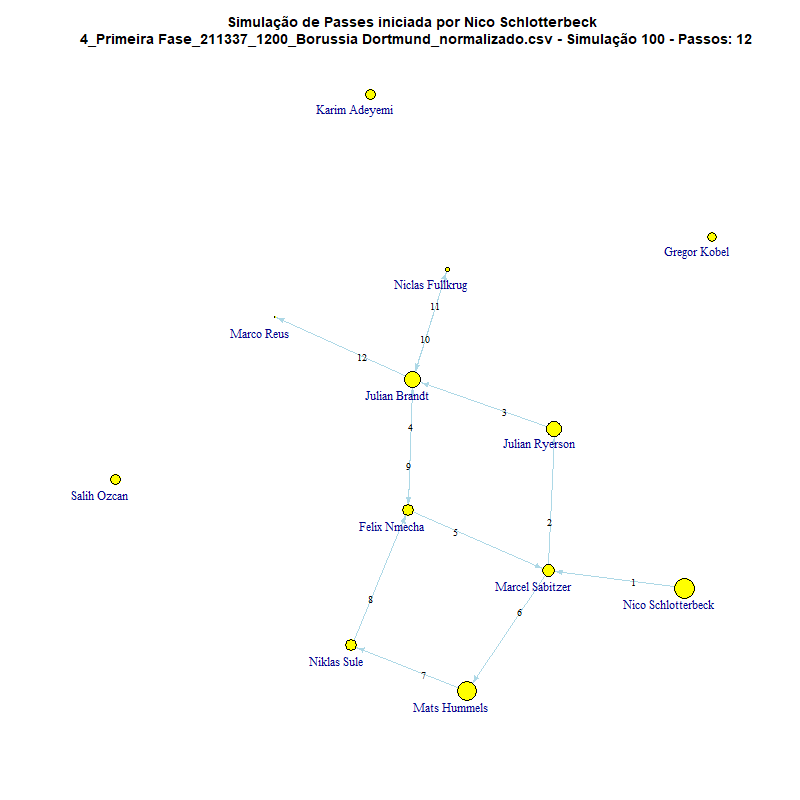 Simulação de Passes iniciada por Nico Schlotterbeck
4_Primeira Fase_211337_1200_Borussia Dortmund_normalizado.csv - Simulação 100 - Passos: 12
Karim Adeyemi
Gregor Kobel
Niclas Fullkrug
11
Marco Reus
10
12
Julian Brandt
3
4
Julian Ryerson
9
Salih Ozcan
Felix Nmecha
2
5
Marcel Sabitzer
1
Nico Schlotterbeck
8
6
Niklas Sule
7
Mats Hummels